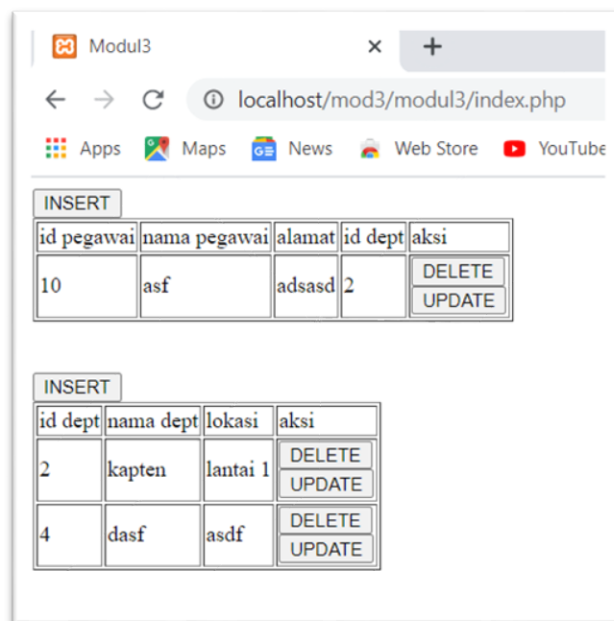 Modul3
localhost/mod3/modul3/index.php
Apps Maps News Web Store YouTube
INSERT
id pegawai nama pegawai alamat id dept aksi
10 asf adsasd 2 DELETE
UPDATE
INSERT
id dept nama dept lokasi aksi
2 kapten lantai 1 DELETE
UPDATE
4 dasf asdf DELETE
UPDATE